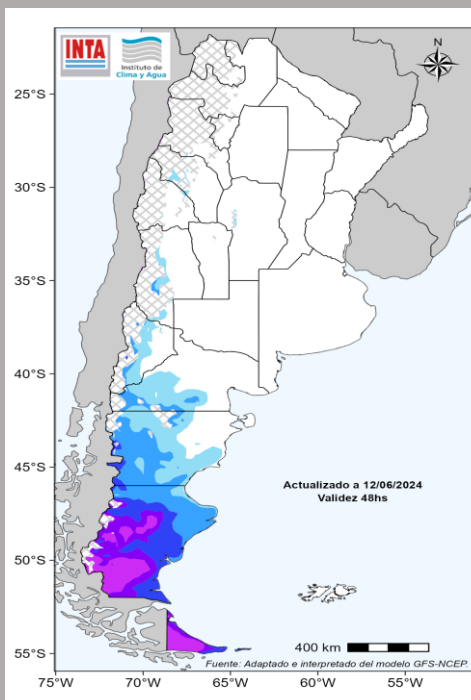 INTA
Instituto de
Clima y Agua
N
25°S
30°S
35°S
40°S
45°S
50°S
55°S
Actualizado a 12/06/2024
Validez 48hs
400 km
Fuente: Adaptado e interpretado del modelo GFS-NCEP.
75°W
70°W
65°W
60°W
55°W